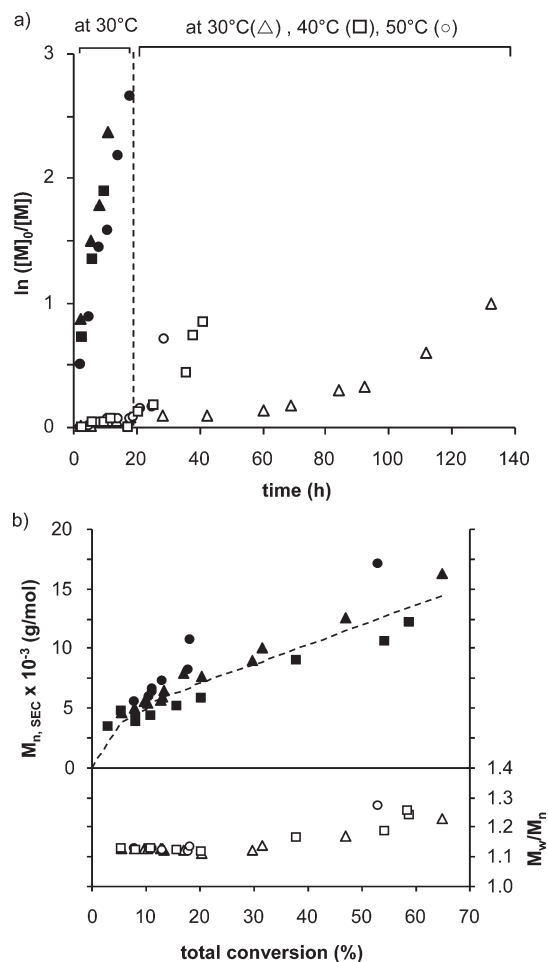 a)
at 30°C
at 30°C(△) , 40°C (□), 50°C (○)
3
2
1
0
ln ([M]₀/[M])
0 20 40 60 80 100 120 140
time (h)
b)
20
15
10
5
0
Mn, SEC x 10⁻³ (g/mol)
1.4
1.3
1.2
1.1
1.0
Mw/Mn
0 10 20 30 40 50 60 70
total conversion (%)